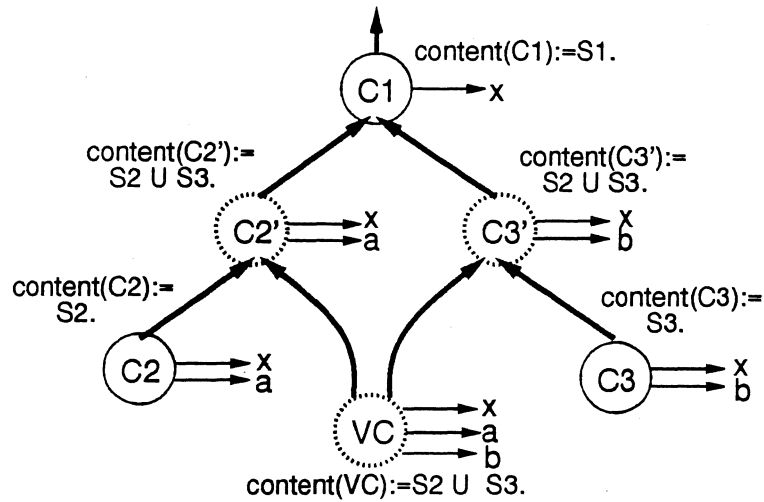 content(C1):=S1.
C1
x
content(C2'):=
S2 U S3.
content(C3'):=
S2 U S3.
C2'
x
a
C3'
x
b
content(C2):=
S2.
content(C3):=
S3.
C2
x
a
C3
x
b
VC
x
a
b
content(VC):=S2 U S3.